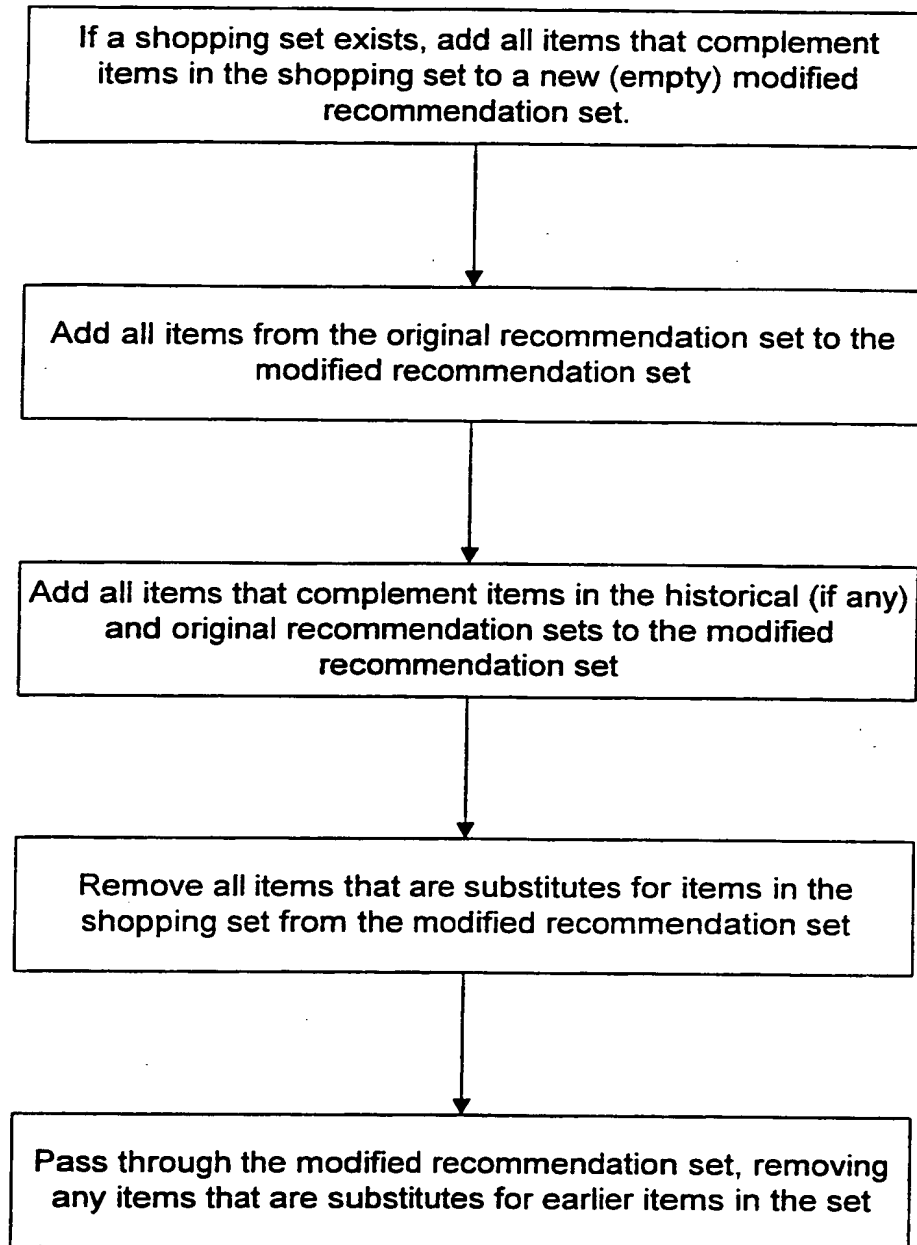 If a shopping set exists, add all items that complement
items in the shopping set to a new (empty) modified
recommendation set.
Add all items from the original recommendation set to the
modified recommendation set
Add all items that complement items in the historical (if any)
and original recommendation sets to the modified
recommendation set
Remove all items that are substitutes for items in the
shopping set from the modified recommendation set
Pass through the modified recommendation set, removing
any items that are substitutes for earlier items in the set